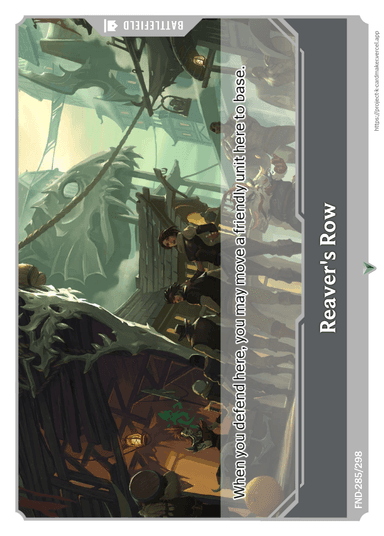 BATTLEFIELD
When you defend here, you may move a friendly unit here to base.
Reaver's Row
FND-285/298
https://project-k-cardmaker.vercel.app